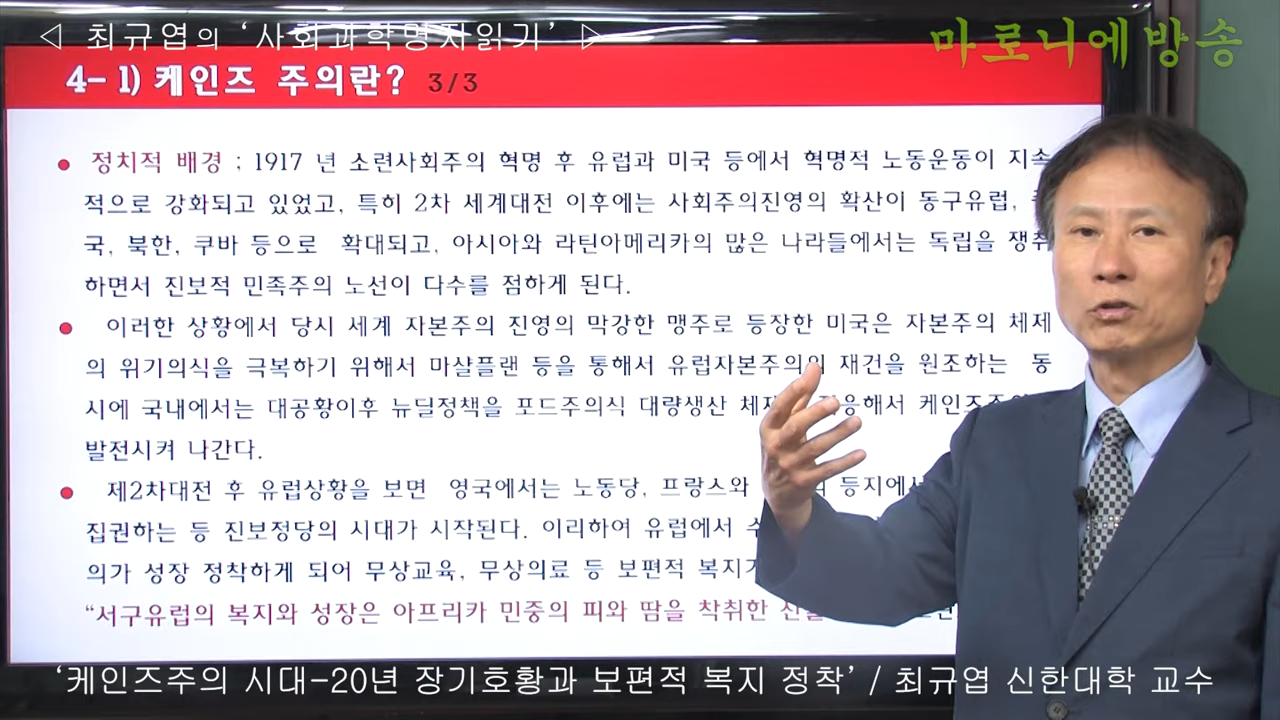 ◁ 최규엽의 ‘사회과학명저읽기’ ▷
마로니에 방송
4- 1) 케인즈 주의란? 3/3
● 정치적 배경 ; 1917 년 소련사회주의 혁명 후 유럽과 미국 등에서 혁명적 노동운동이 지속
적으로 강화되고 있었고, 특히 2차 세계대전 이후에는 사회주의진영의 확산이 동구유럽,
국, 북한, 쿠바 등으로 확대되고, 아시아와 라틴아메리카의 많은 나라들에서는 독립을 쟁취
하면서 진보적 민족주의 노선이 다수를 점하게 된다.
● 이러한 상황에서 당시 세계 자본주의 진영의 막강한 맹주로 등장한 미국은 자본주의 체제
의 위기의식을 극복하기 위해서 마샬플랜 등을 통해서 유럽자본주의의 재건을 원조하는 동
시에 국내에서는 대공황이후 뉴딜정책을 포드주의식 대량생산 체제 적응해서 케인즈주의
발전시켜 나간다.
● 제2차대전 후 유럽상황을 보면 영국에서는 노동당, 프랑스와 등지에서
집권하는 등 진보정당의 시대가 시작된다. 이리하여 유럽에서
의가 성장 정착하게 되어 무상교육, 무상의료 등 보편적 복지가
“서구유럽의 복지와 성장은 아프리카 민중의 피와 땀을 착취한
‘케인즈주의 시대-20년 장기호황과 보편적 복지 정착’ / 최규엽 신한대학 교수